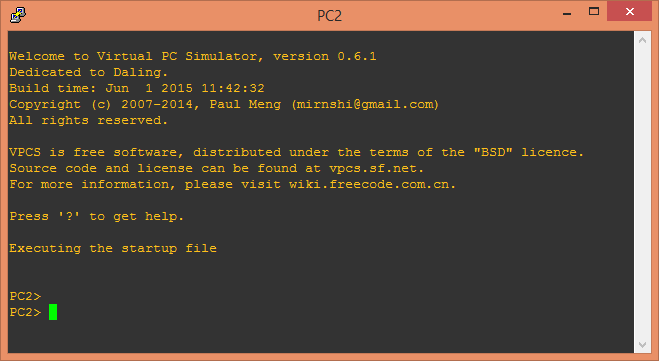 PC2
Welcome to Virtual PC Simulator, version 0.6.1
Dedicated to Daling.
Build time: Jun  1 2015 11:42:32
Copyright (c) 2007-2014, Paul Meng (mirnshi@gmail.com)
All rights reserved.
VPCS is free software, distributed under the terms of the "BSD" licence.
Source code and license can be found at vpcs.sf.net.
For more information, please visit wiki.freecode.com.cn.
Press '?' to get help.
Executing the startup file
PC2>
PC2>